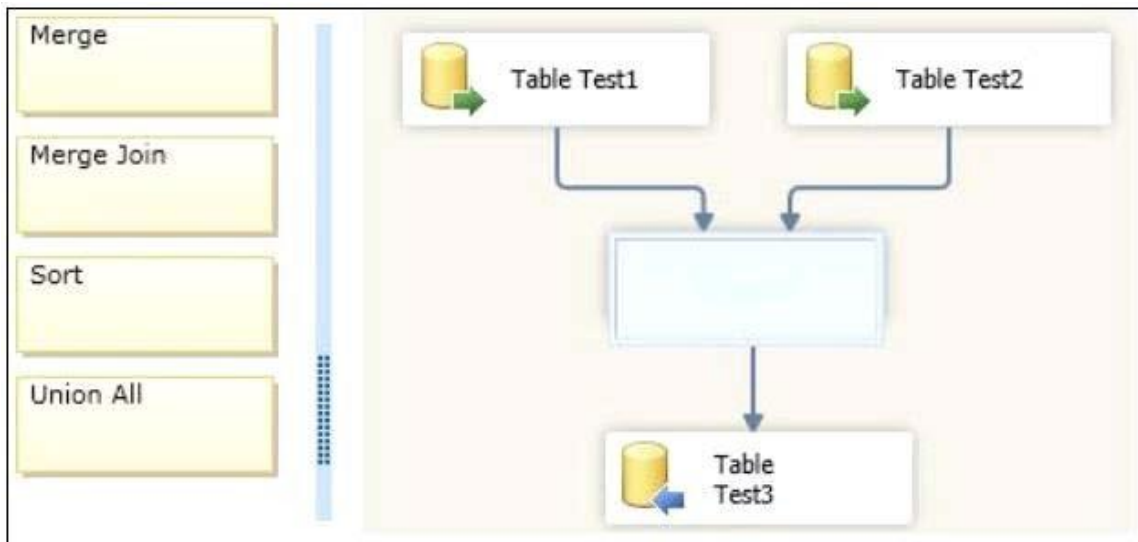 Merge
Merge Join
Sort
Union All
Table Test1
Table Test2
Table
Test3